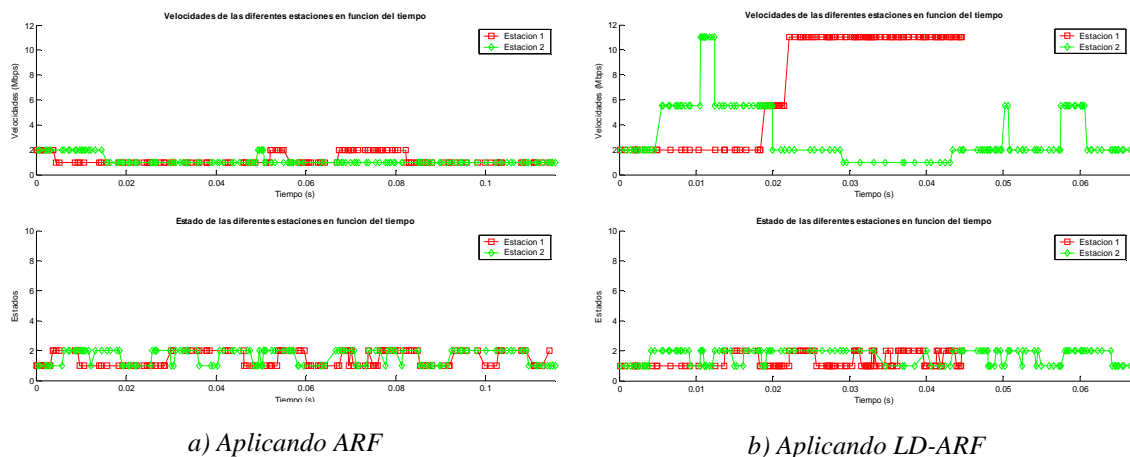 Velocidades de las diferentes estaciones en funcion del tiempo
12
10
8
6
4
2
0
Velocidades (Mbps)
Estacion 1
Estacion 2
0
0.02
0.04
0.06
0.08
0.1
Tiempo (s)
Estado de las diferentes estaciones en funcion del tiempo
10
8
6
4
2
0
Estados
Estacion 1
Estacion 2
0
0.02
0.04
0.06
0.08
0.1
Tiempo (s)
a) Aplicando ARF
Velocidades de las diferentes estaciones en funcion del tiempo
12
10
8
6
4
2
0
Velocidades (Mbps)
Estacion 1
Estacion 2
0
0.01
0.02
0.03
0.04
0.05
0.06
Tiempo (s)
Estado de las diferentes estaciones en funcion del tiempo
10
8
6
4
2
0
Estados
Estacion 1
Estacion 2
0
0.01
0.02
0.03
0.04
0.05
0.06
Tiempo (s)
b) Aplicando LD-ARF